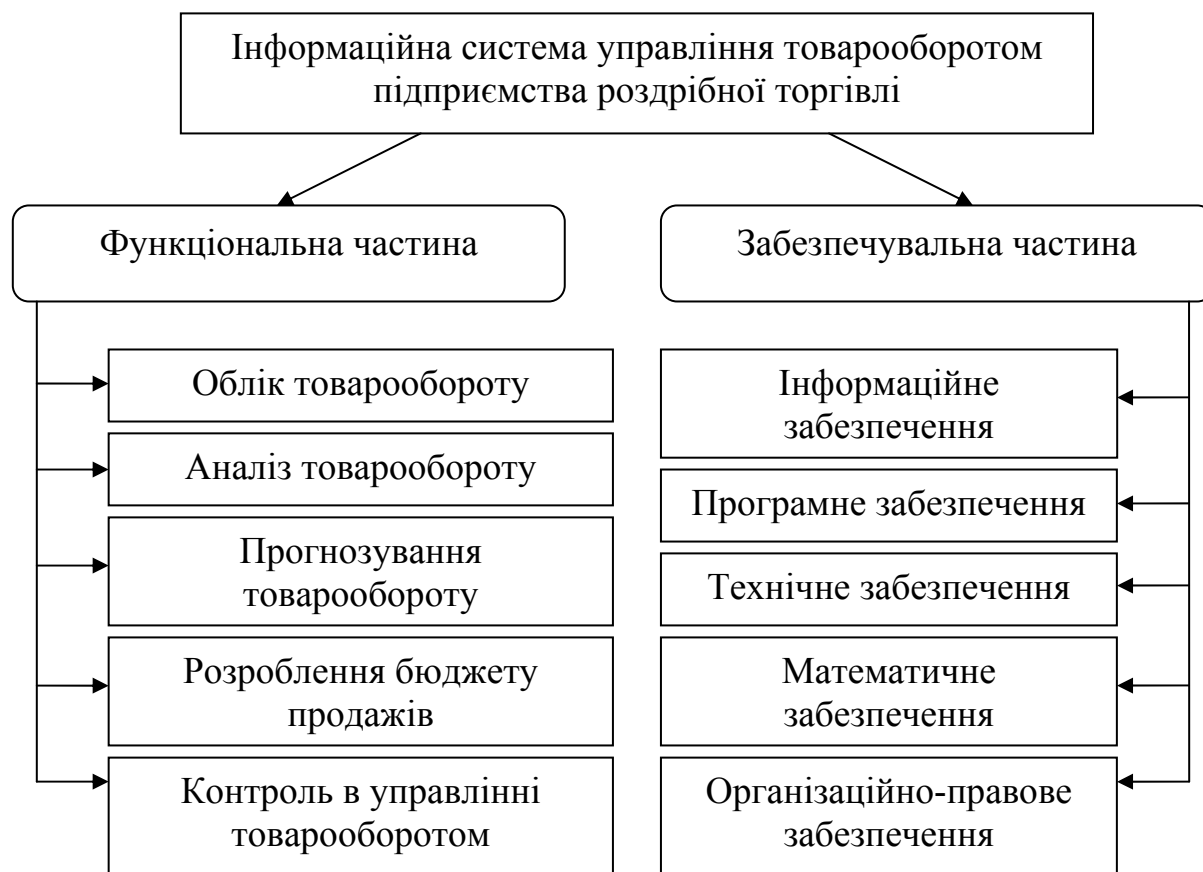 Інформаційна система управління товарооборотом
підприємства роздрібної торгівлі
Функціональна частина
Забезпечувальна частина
Облік товарообороту
Аналіз товарообороту
Прогнозування
товарообороту
Розроблення бюджету
продажів
Контроль в управлінні
товарооборотом
Інформаційне
забезпечення
Програмне забезпечення
Технічне забезпечення
Математичне
забезпечення
Організаційно-правове
забезпечення